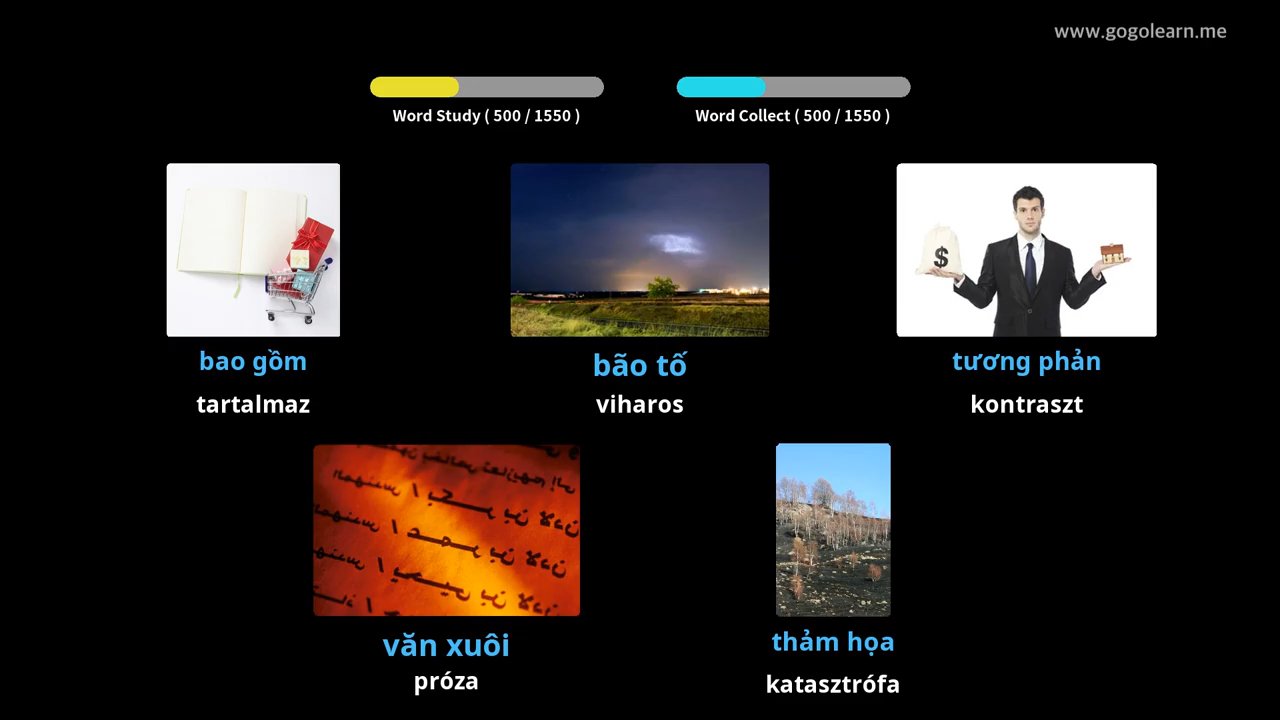 www.gogolearn.me
Word Study ( 500 / 1550 )
Word Collect ( 500 / 1550 )
$
bao gồm
bão tố
tương phản
tartalmaz
viharos
kontraszt
văn xuôi
thảm họa
próza
katasztrófa